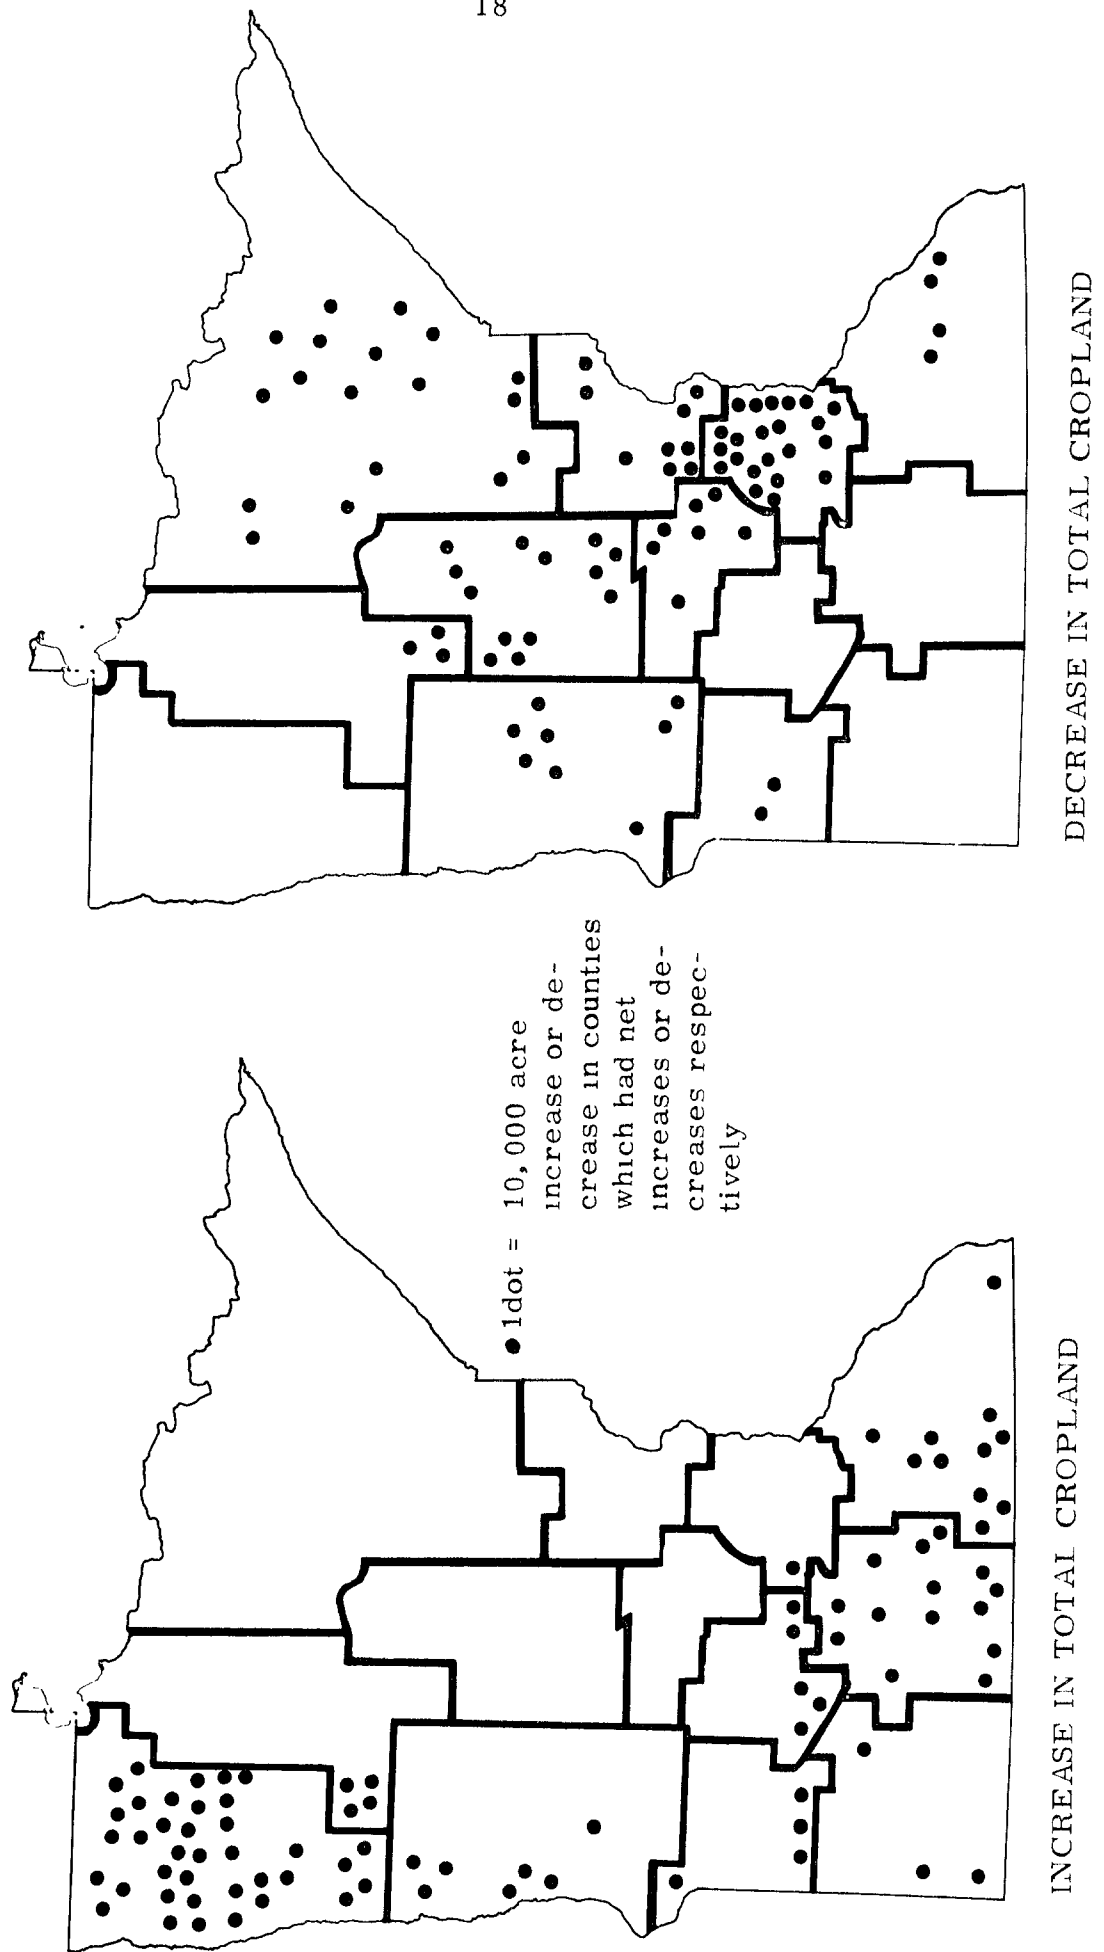 18
INCREASE IN TOTAL CROPLAND
1dot = 10,000 acre
increase or de-
crease in counties
which had net
increases or de-
creases respec-
tively
DECREASE IN TOTAL CROPLAND